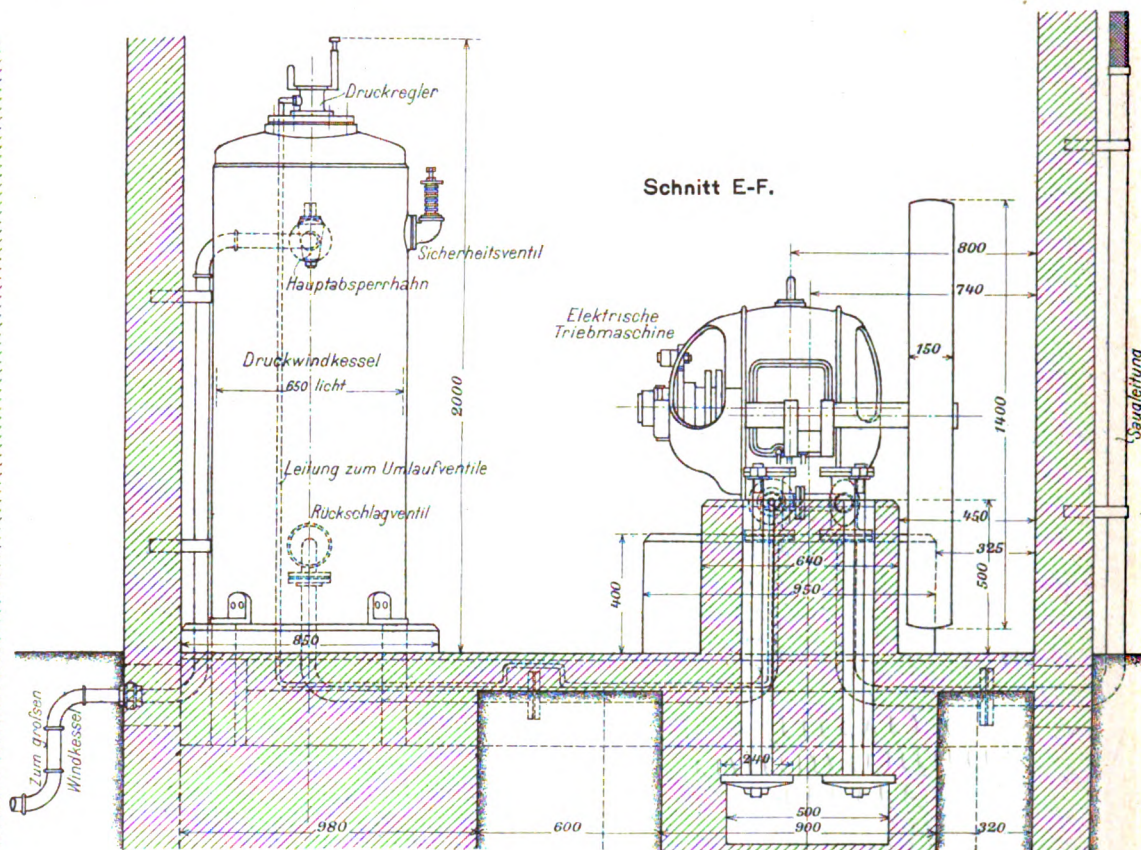 Druckregler
Schnitt E-F.
Sicherheitsventil
Hauptabsperrhahn
800
740
Elektrische
Triebmaschine
150
Druckwindkessel
650 licht
2000
1400
Saugleitung
Leitung zum Umlaufventile
Rückschlagventil
450
325
500
640
400
950
850
Zum großen
Windkessel
240
500
980
600
900
320